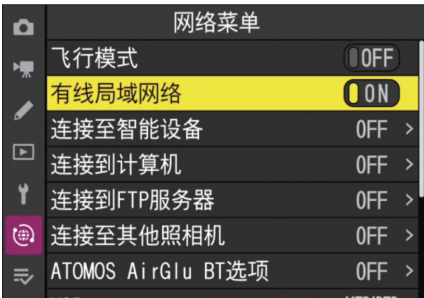 网络菜单
飞行模式 OFF
有线局域网络 ON
连接至智能设备 OFF >
连接到计算机 OFF >
连接到FTP服务器 OFF >
连接至其他照相机 OFF >
ATOMOS AirGlu BT选项 OFF >